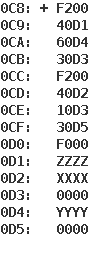 0C8: + F200
0C9:   40D1
0CA:   60D4
0CB:   30D3
0CC:   F200
0CD:   40D2
0CE:   10D3
0CF:   30D5
0D0:   F000
0D1:   ZZZZ
0D2:   XXXX
0D3:   0000
0D4:   YYYY
0D5:   0000